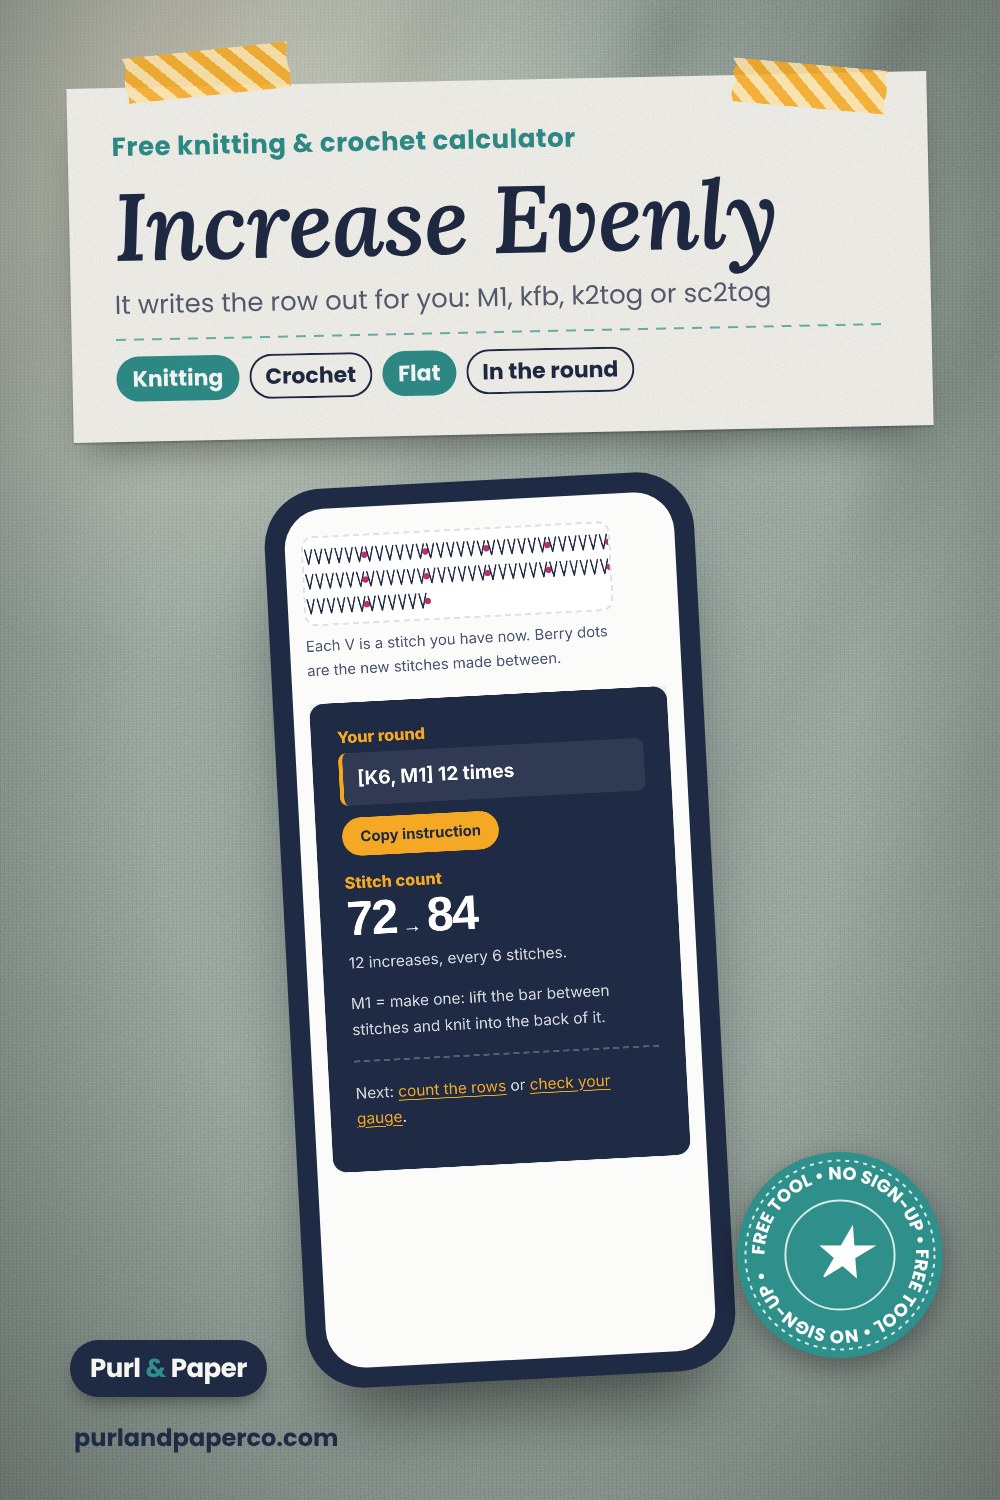 Free knitting & crochet calculator
Increase Evenly
It writes the row out for you: M1, kfb, k2tog or sc2tog
Knitting
Crochet
Flat
In the round
Each V is a stitch you have now. Berry dots
are the new stitches made between.
Your round
[K6, M1] 12 times
Copy instruction
Stitch count
72 → 84
12 increases, every 6 stitches.
M1 = make one: lift the bar between
stitches and knit into the back of it.
Next: count the rows or check your
gauge.
FREE TOOL • NO SIGN-UP • FREE TOOL • NO SIGN-UP •
Purl & Paper
purlandpaperco.com